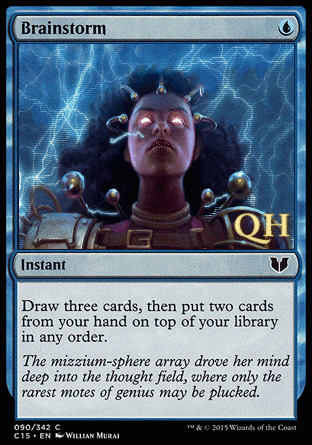 Brainstorm
QH
Instant
Draw three cards, then put two cards
from your hand on top of your library
in any order.
The mizzium-sphere array drove her mind
deep into the thought field, where only the
rarest motes of genius may be plucked.
090/342 C
C15 • EN Willian Murai
™ & © 2015 Wizards of the Coast